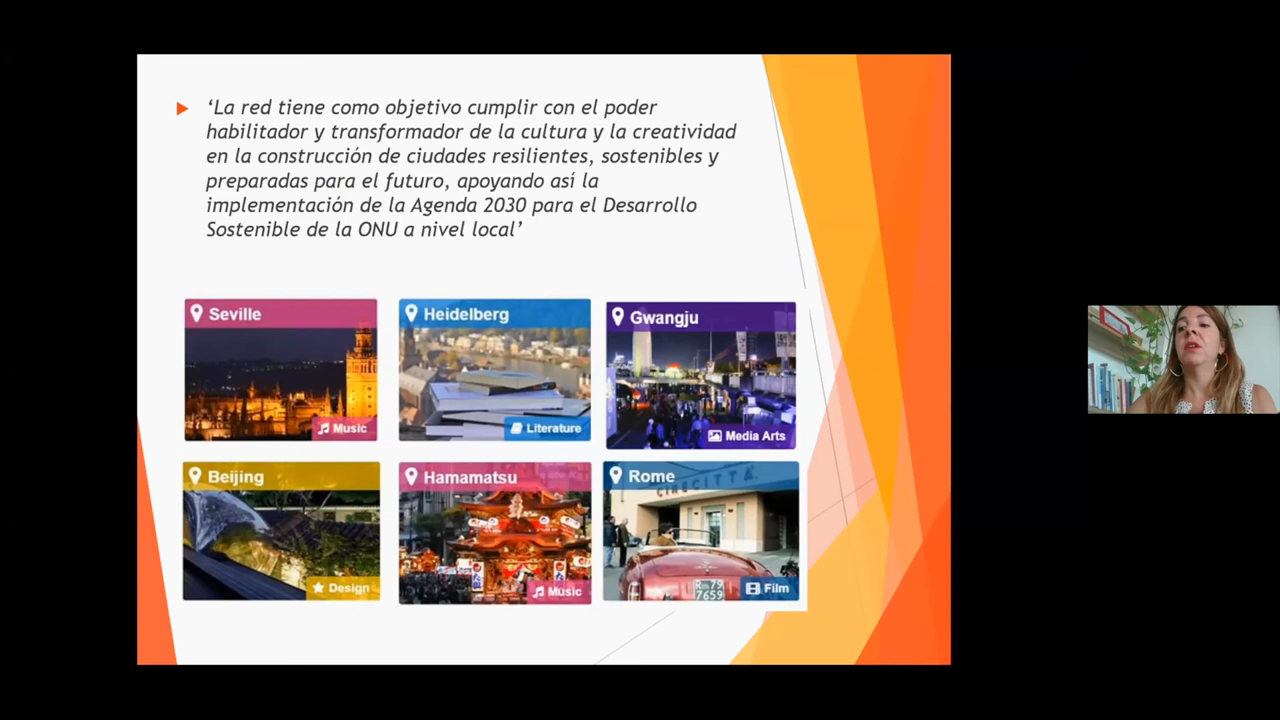 ‘La red tiene como objetivo cumplir con el poder
habilitador y transformador de la cultura y la creatividad
en la construcción de ciudades resilientes, sostenibles y
preparadas para el futuro, apoyando así la
implementación de la Agenda 2030 para el Desarrollo
Sostenible de la ONU a nivel local’
Seville
Music
Heidelberg
Literature
Gwangju
Media Arts
Beijing
Design
Hamamatsu
Music
Rome
CINECITTÀ
7659
Film